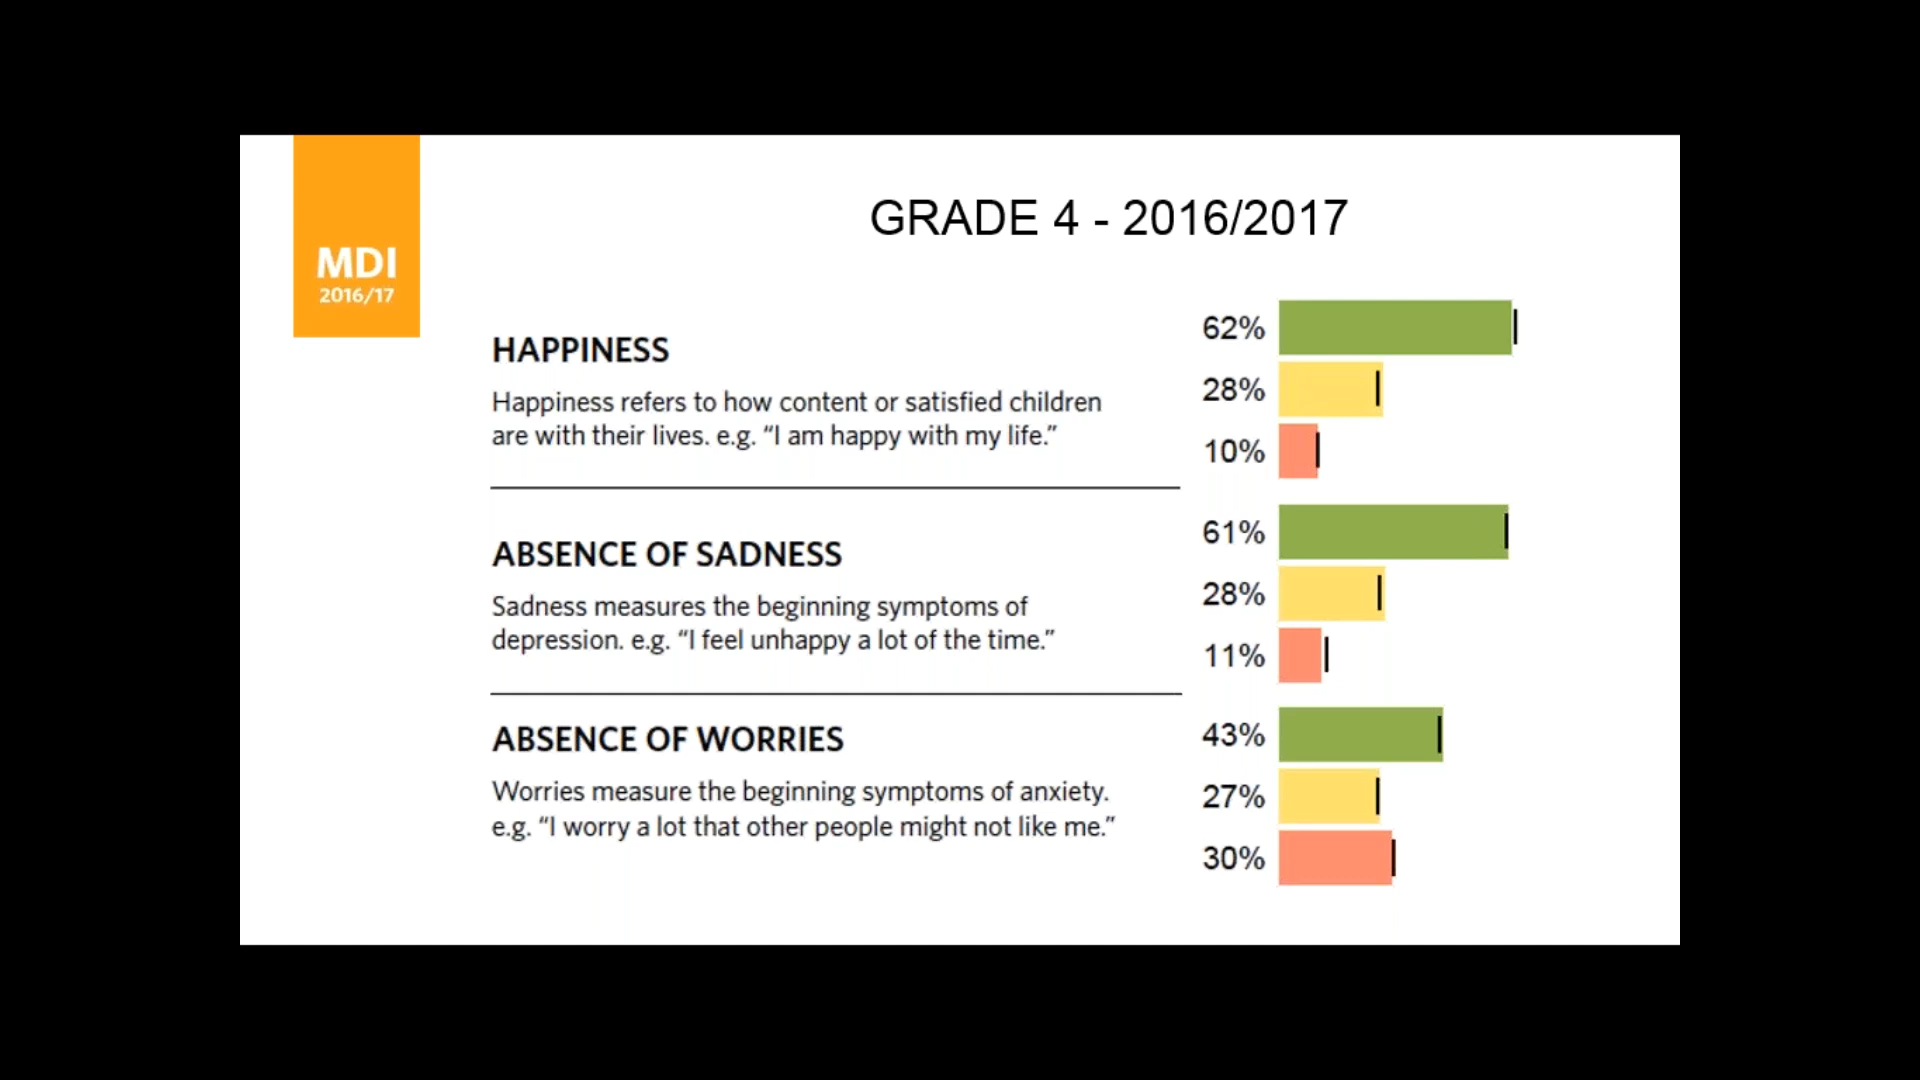 MDI
2016/17
GRADE 4 - 2016/2017
HAPPINESS
Happiness refers to how content or satisfied children
are with their lives. e.g. “I am happy with my life.”
62%
28%
10%
ABSENCE OF SADNESS
Sadness measures the beginning symptoms of
depression. e.g. “I feel unhappy a lot of the time.”
61%
28%
11%
ABSENCE OF WORRIES
Worries measure the beginning symptoms of anxiety.
e.g. “I worry a lot that other people might not like me.”
43%
27%
30%